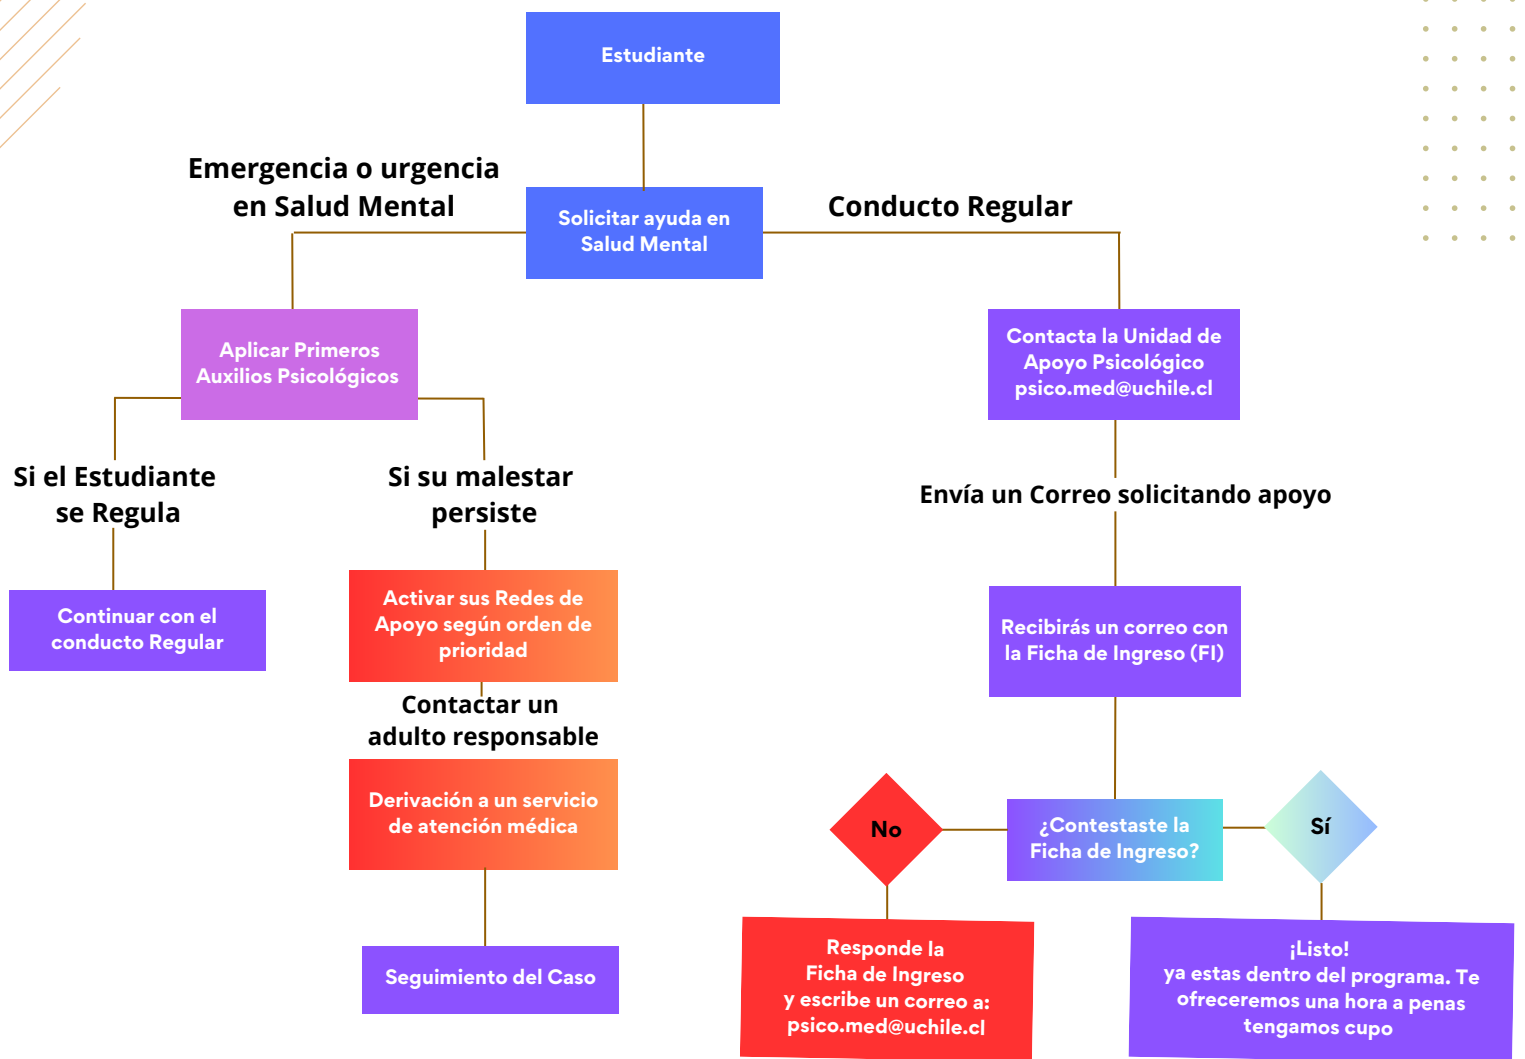 Estudiante
Emergencia o urgencia
en Salud Mental
Solicitar ayuda en
Salud Mental
Conducto Regular
Aplicar Primeros
Auxilios Psicológicos
Contacta la Unidad de
Apoyo Psicológico
psico.med@uchile.cl
Si el Estudiante
se Regula
Si su malestar
persiste
Envía un Correo solicitando apoyo
Continuar con el
conducto Regular
Activar sus Redes de
Apoyo según orden de
prioridad
Recibirás un correo con
la Ficha de Ingreso (FI)
Contactar un
adulto responsable
Derivación a un servicio
de atención médica
No
¿Contestaste la
Ficha de Ingreso?
Sí
Seguimiento del Caso
Responde la
Ficha de Ingreso
y escribe un correo a:
psico.med@uchile.cl
¡Listo!
ya estas dentro del programa. Te
ofreceremos una hora a penas
tengamos cupo